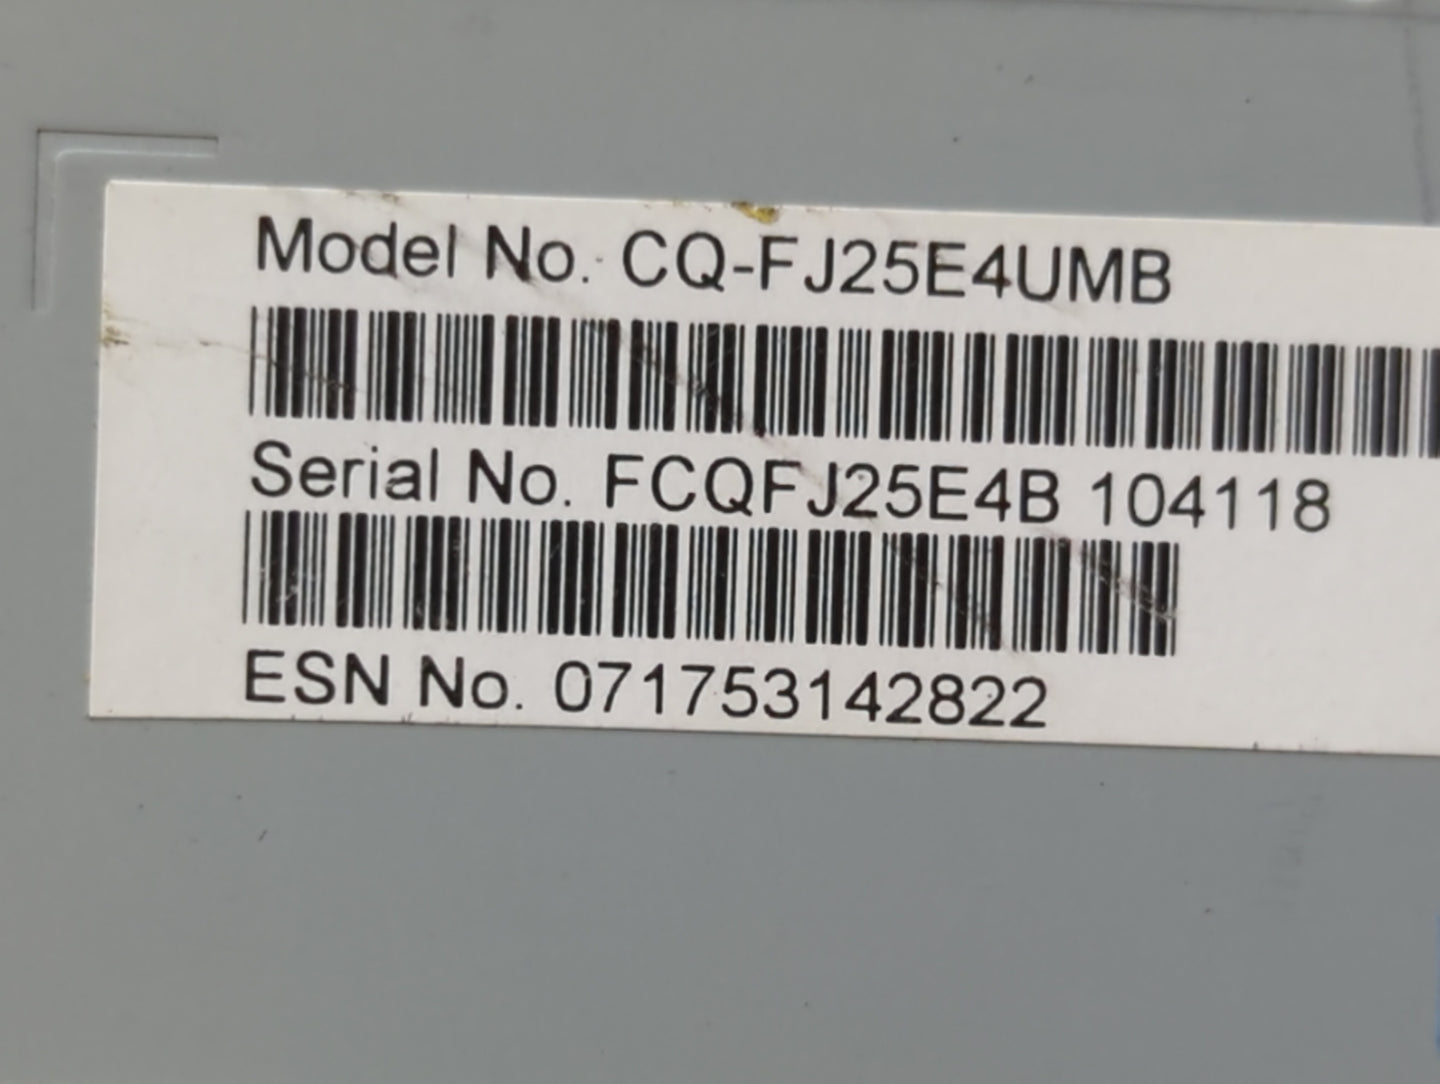 Model No. CQ-FJ25E4UMB
Serial No. FCQFJ25E4B 104118
ESN No. 071753142822